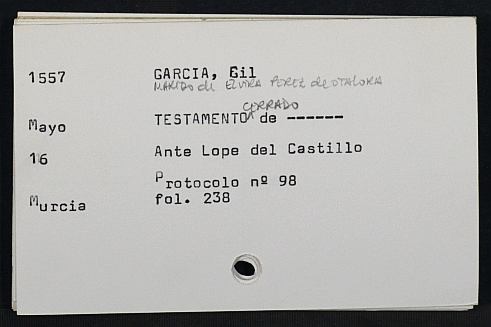 1557 GARCIA, Gil
MARIDO de ELVIRA PEREZ de OTALORA
CERRADO
Mayo TESTAMENTO de ------
16 Ante Lope del Castillo
Protocolo nº 98
Murcia fol. 238